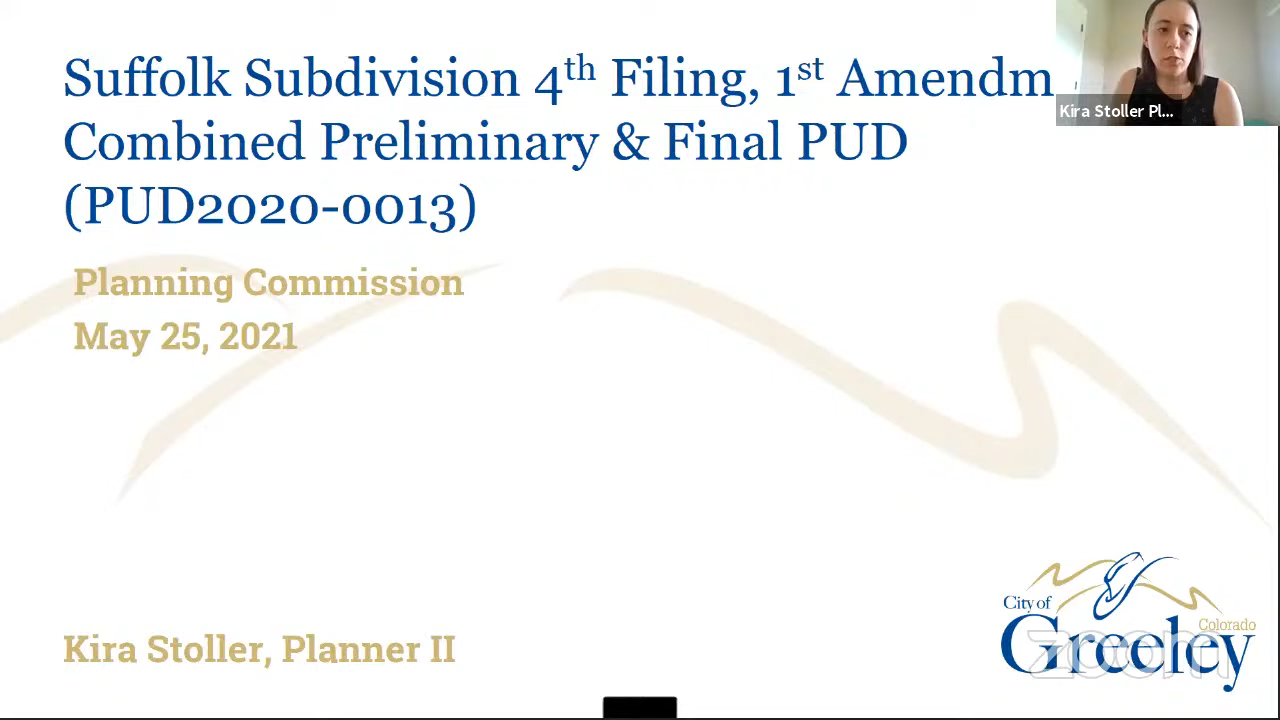 Suffolk Subdivision 4th Filing, 1st Amendm
Combined Preliminary & Final PUD
(PUD2020-0013)
Kira Stoller Pl...
Planning Commission
May 25, 2021
Kira Stoller, Planner II
City of
Colorado
Greeley
zoom